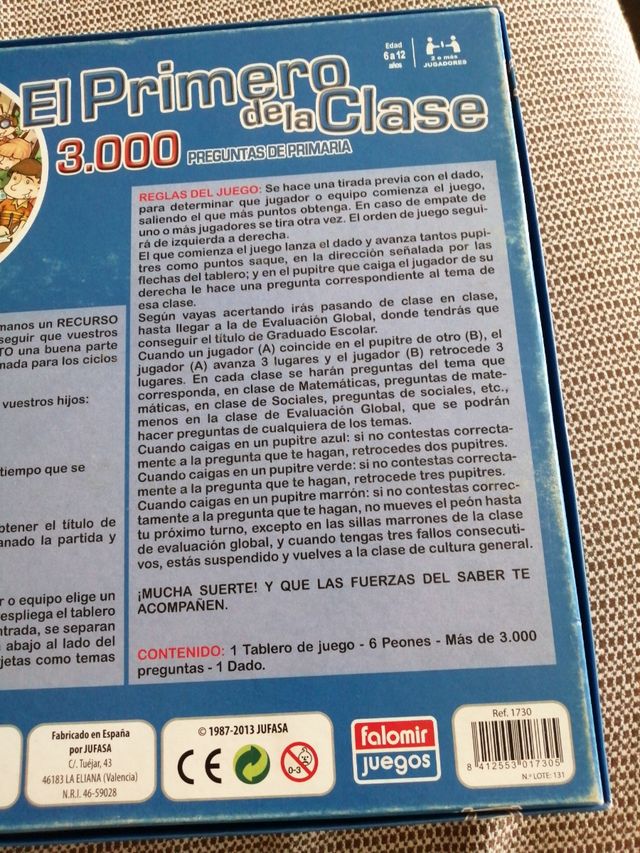 Edad
6 a 12
años
2 o más
JUGADORES
El Primero
de la Clase
3.000 PREGUNTAS DE PRIMARIA
manos un RECURSO
seguir que vuestros
TO una buena parte
mada para los ciclos
vuestros hijos:
tiempo que se
btener el título de
anado la partida y
r o equipo elige un
espliega el tablero
ntrada, se separan
abajo al lado del
jetas como temas
REGLAS DEL JUEGO: Se hace una tirada previa con el dado,
para determinar que jugador o equipo comienza el juego,
saliendo el que más puntos obtenga. En caso de empate de
uno o más jugadores se tira otra vez. El orden de juego segui-
rá de izquierda a derecha.
El que comienza el juego lanza el dado y avanza tantos pupi-
tres como puntos saque, en la dirección señalada por las
flechas del tablero; y en el pupitre que caiga el jugador de su
derecha le hace una pregunta correspondiente al tema de
esa clase.
Según vayas acertando irás pasando de clase en clase,
hasta llegar a la de Evaluación Global, donde tendrás que
conseguir el título de Graduado Escolar.
Cuando un jugador (A) coincide en el pupitre de otro (B), el
jugador (A) avanza 3 lugares y el jugador (B) retrocede 3
lugares. En cada clase se harán preguntas del tema que
corresponda, en clase de Matemáticas, preguntas de mate-
máticas, en clase de Sociales, preguntas de sociales, etc.,
menos en la clase de Evaluación Global, que se podrán
hacer preguntas de cualquiera de los temas.
Cuando caigas en un pupitre azul: si no contestas correcta-
mente a la pregunta que te hagan, retrocedes dos pupitres.
Cuando caigas en un pupitre verde: si no contestas correcta-
mente a la pregunta que te hagan, retrocede tres pupitres.
Cuando caigas en un pupitre marrón: si no contestas correc-
tamente a la pregunta que te hagan, no mueves el peón hasta
tu próximo turno, excepto en las sillas marrones de la clase
de evaluación global, y cuando tengas tres fallos consecuti-
vos, estás suspendido y vuelves a la clase de cultura general.
¡MUCHA SUERTE! Y QUE LAS FUERZAS DEL SABER TE
ACOMPAÑEN.
CONTENIDO: 1 Tablero de juego - 6 Peones - Más de 3.000
preguntas - 1 Dado.
Fabricado en España
por JUFASA
C/. Tuéjar, 43
46183 LA ELIANA (Valencia)
N.R.I. 46-59028
© 1987-2013 JUFASA
CE
0-3
falomir
juegos
Ref. 1730
8 412553 017305
N.º LOTE: 131